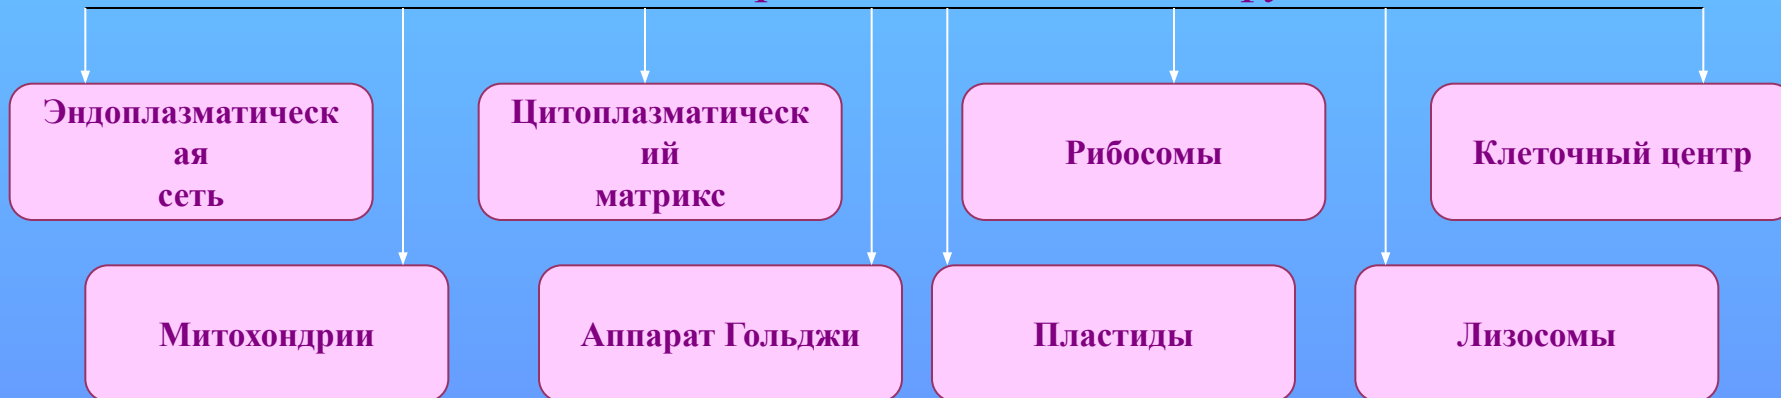 Эндоплазматическ
ая
сеть
Цитоплазматическ
ий
матрикс
Рибосомы
Клеточный центр
Митохондрии
Аппарат Гольджи
Пластиды
Лизосомы